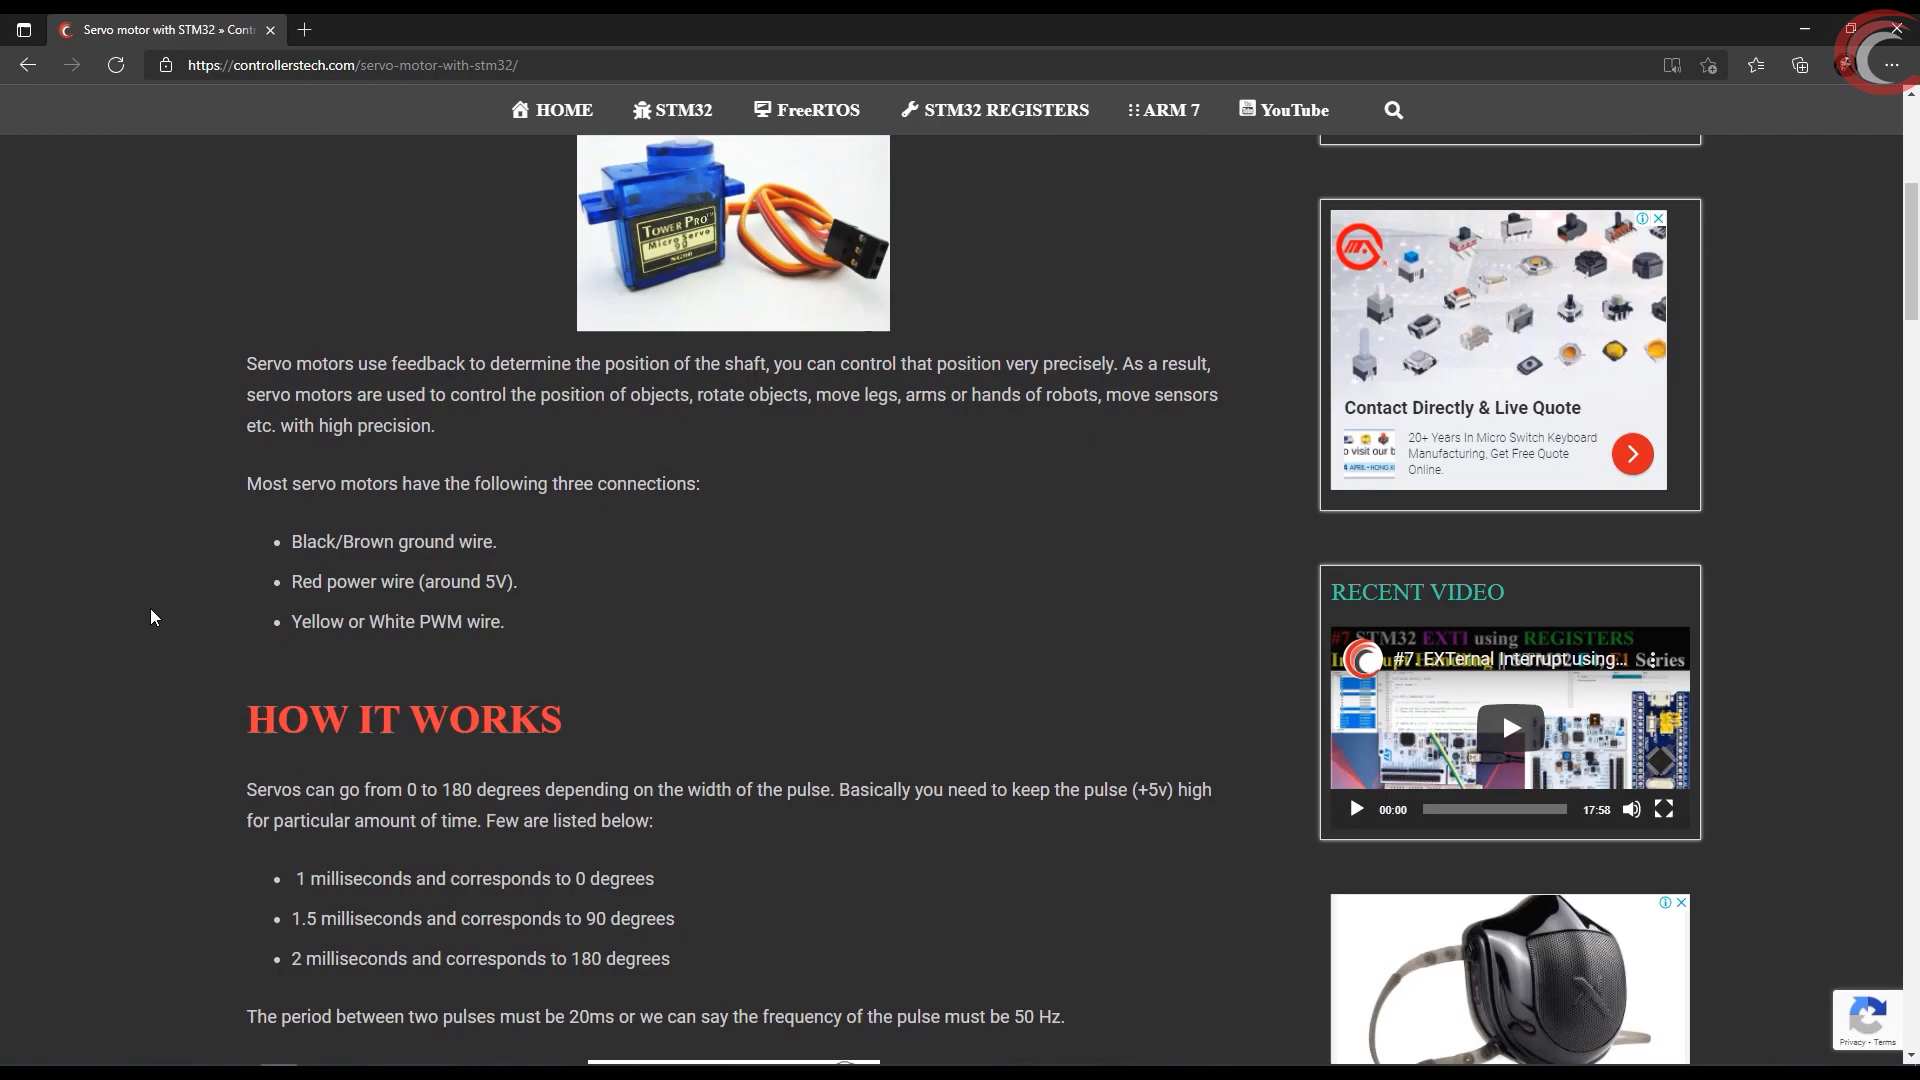 Servo motor with STM32 » Cont
https://controllerstech.com/servo-motor-with-stm32/
HOME STM32 FreeRTOS STM32 REGISTERS ARM 7 YouTube
TOWER PRO
Micro Servo
90
SG90
Servo motors use feedback to determine the position of the shaft, you can control that position very precisely. As a result,
servo motors are used to control the position of objects, rotate objects, move legs, arms or hands of robots, move sensors
etc. with high precision.
Most servo motors have the following three connections:
Black/Brown ground wire.
Red power wire (around 5V).
Yellow or White PWM wire.
HOW IT WORKS
Servos can go from 0 to 180 degrees depending on the width of the pulse. Basically you need to keep the pulse (+5v) high
for particular amount of time. Few are listed below:
1 milliseconds and corresponds to 0 degrees
1.5 milliseconds and corresponds to 90 degrees
2 milliseconds and corresponds to 180 degrees
The period between two pulses must be 20ms or we can say the frequency of the pulse must be 50 Hz.
Contact Directly & Live Quote
20+ Years In Micro Switch Keyboard
Manufacturing, Get Free Quote
Online.
RECENT VIDEO
#7 STM32 EXTI using REGISTERS
#7. EXTernal Interrupt using...
Series
00:00 17:58
Privacy - Terms